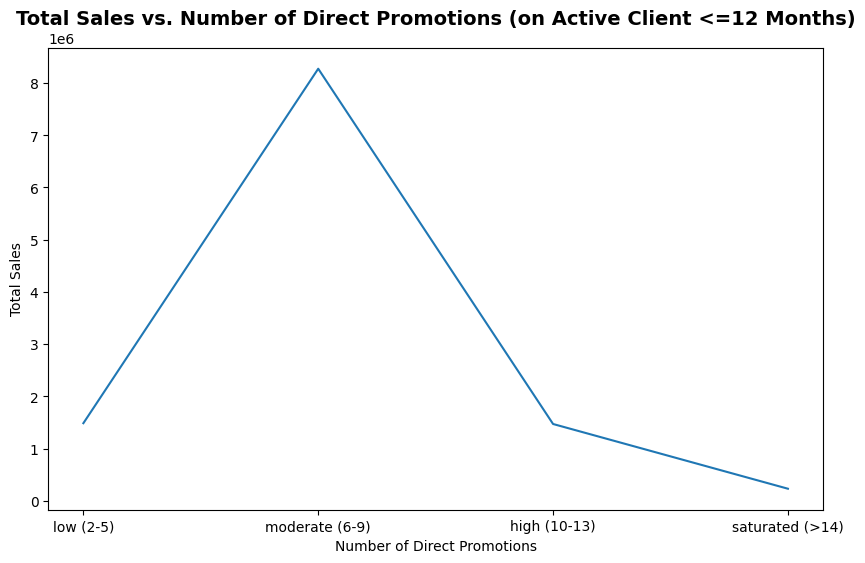 Total Sales vs. Number of Direct Promotions (on Active Client <=12 Months)
1e6
8
7
6
5
4
3
2
1
0
Total Sales
low (2-5)
moderate (6-9)
high (10-13)
saturated (>14)
Number of Direct Promotions